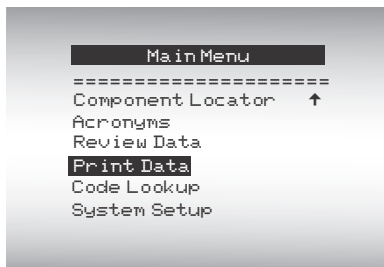 Main Menu
=====================
Component Locator ↑
Acronyms
Review Data
Print Data
Code Lookup
System Setup